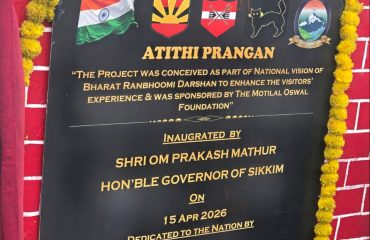 ATITHI PRANGAN
"THE PROJECT WAS CONCEIVED AS PART OF NATIONAL VISION OF
BHARAT RANBHOOMI DARSHAN TO ENHANCE THE VISITORS'
EXPERIENCE & WAS SPONSORED BY THE MOTILAL OSWAL
FOUNDATION"
INAUGRATED BY
SHRI OM PRAKASH MATHUR
HON'BLE GOVERNOR OF SIKKIM
ON
15 APR 2026
DEDICATED TO THE NATION BY